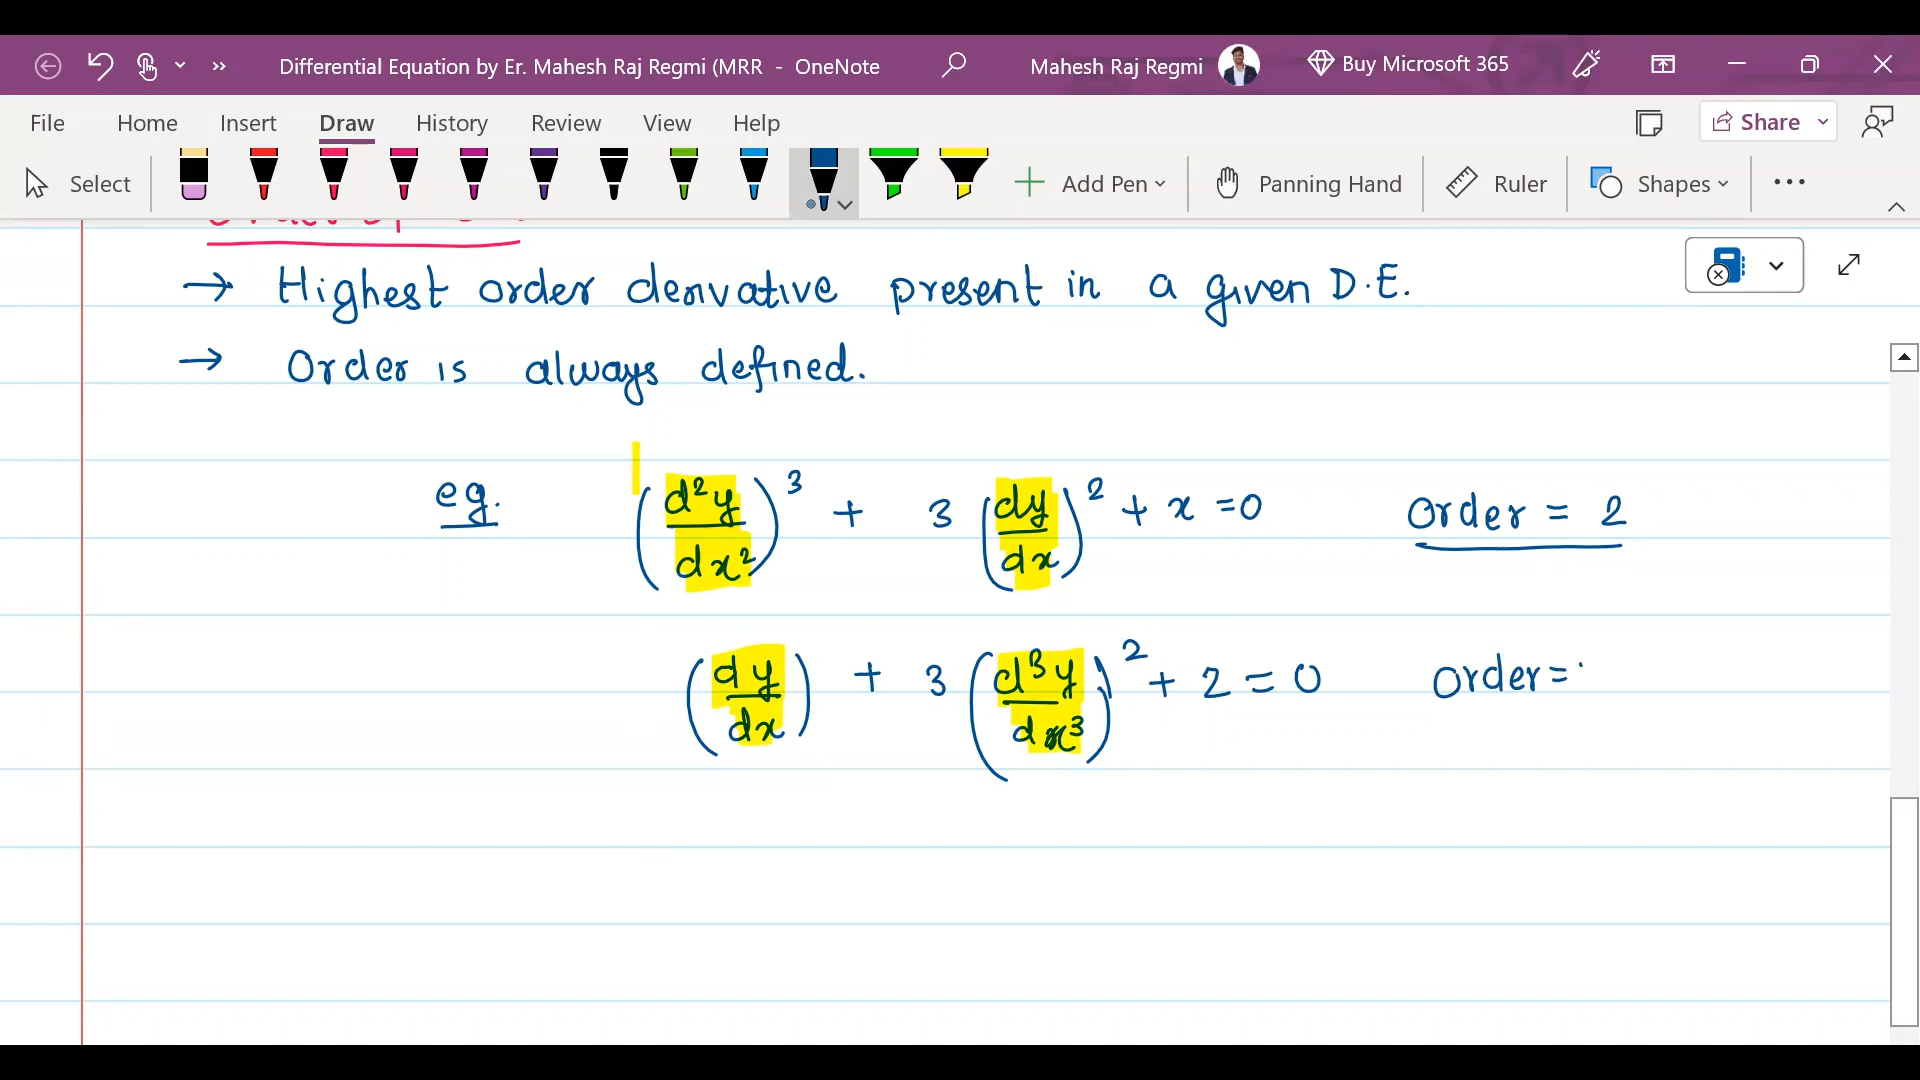 Differential Equation by Er. Mahesh Raj Regmi (MRR - OneNote Mahesh Raj Regmi Buy Microsoft 365
File Home Insert Draw History Review View Help Share
Select Add Pen Panning Hand Ruler Shapes
→ Highest order derivative present in a given D.E.
→ Order is always defined.
eg. (d²y/dx²)³ + 3 (dy/dx)² + x = 0 Order = 2
(dy/dx) + 3 (d³y/dx³)² + 2 = 0 Order =